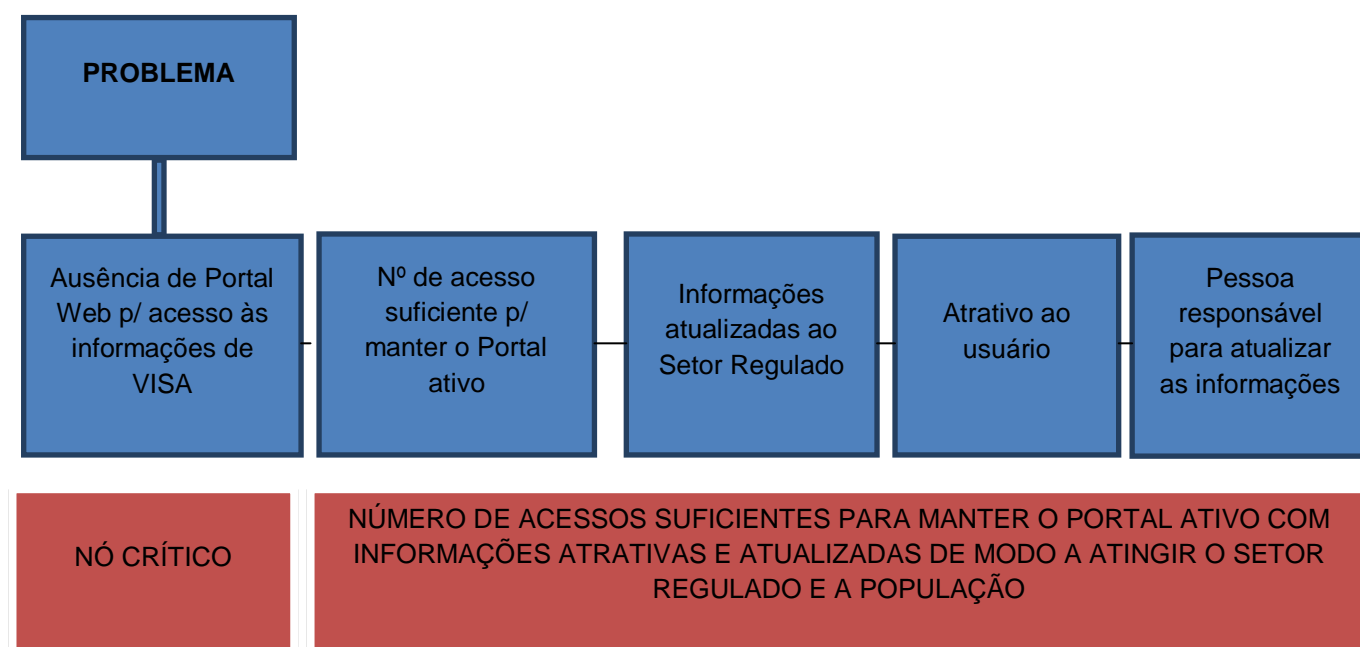 PROBLEMA
Ausência de Portal
Web p/ acesso às
informações de
VISA
Nº de acesso
suficiente p/
manter o Portal
ativo
Informações
atualizadas ao
Setor Regulado
Atrativo ao
usuário
Pessoa
responsável
para atualizar
as informações
NÓ CRÍTICO
NÚMERO DE ACESSOS SUFICIENTES PARA MANTER O PORTAL ATIVO COM
INFORMAÇÕES ATRATIVAS E ATUALIZADAS DE MODO A ATINGIR O SETOR
REGULADO E A POPULAÇÃO